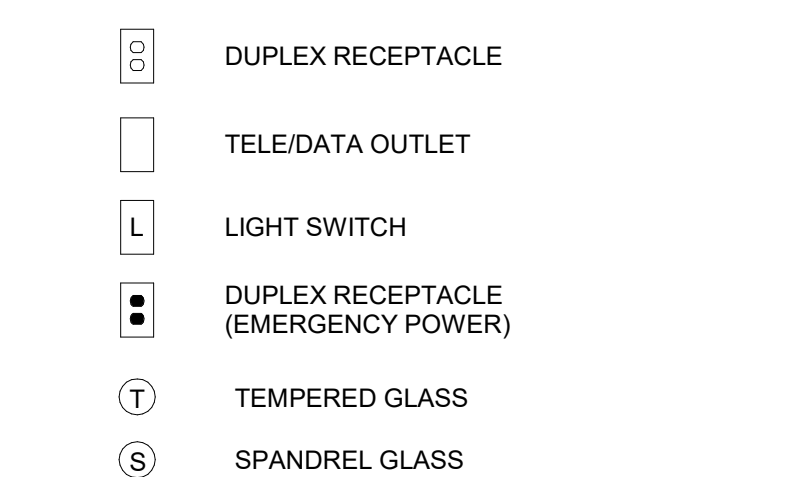 DUPLEX RECEPTACLE
TELE/DATA OUTLET
L LIGHT SWITCH
DUPLEX RECEPTACLE
(EMERGENCY POWER)
T TEMPERED GLASS
S SPANDREL GLASS